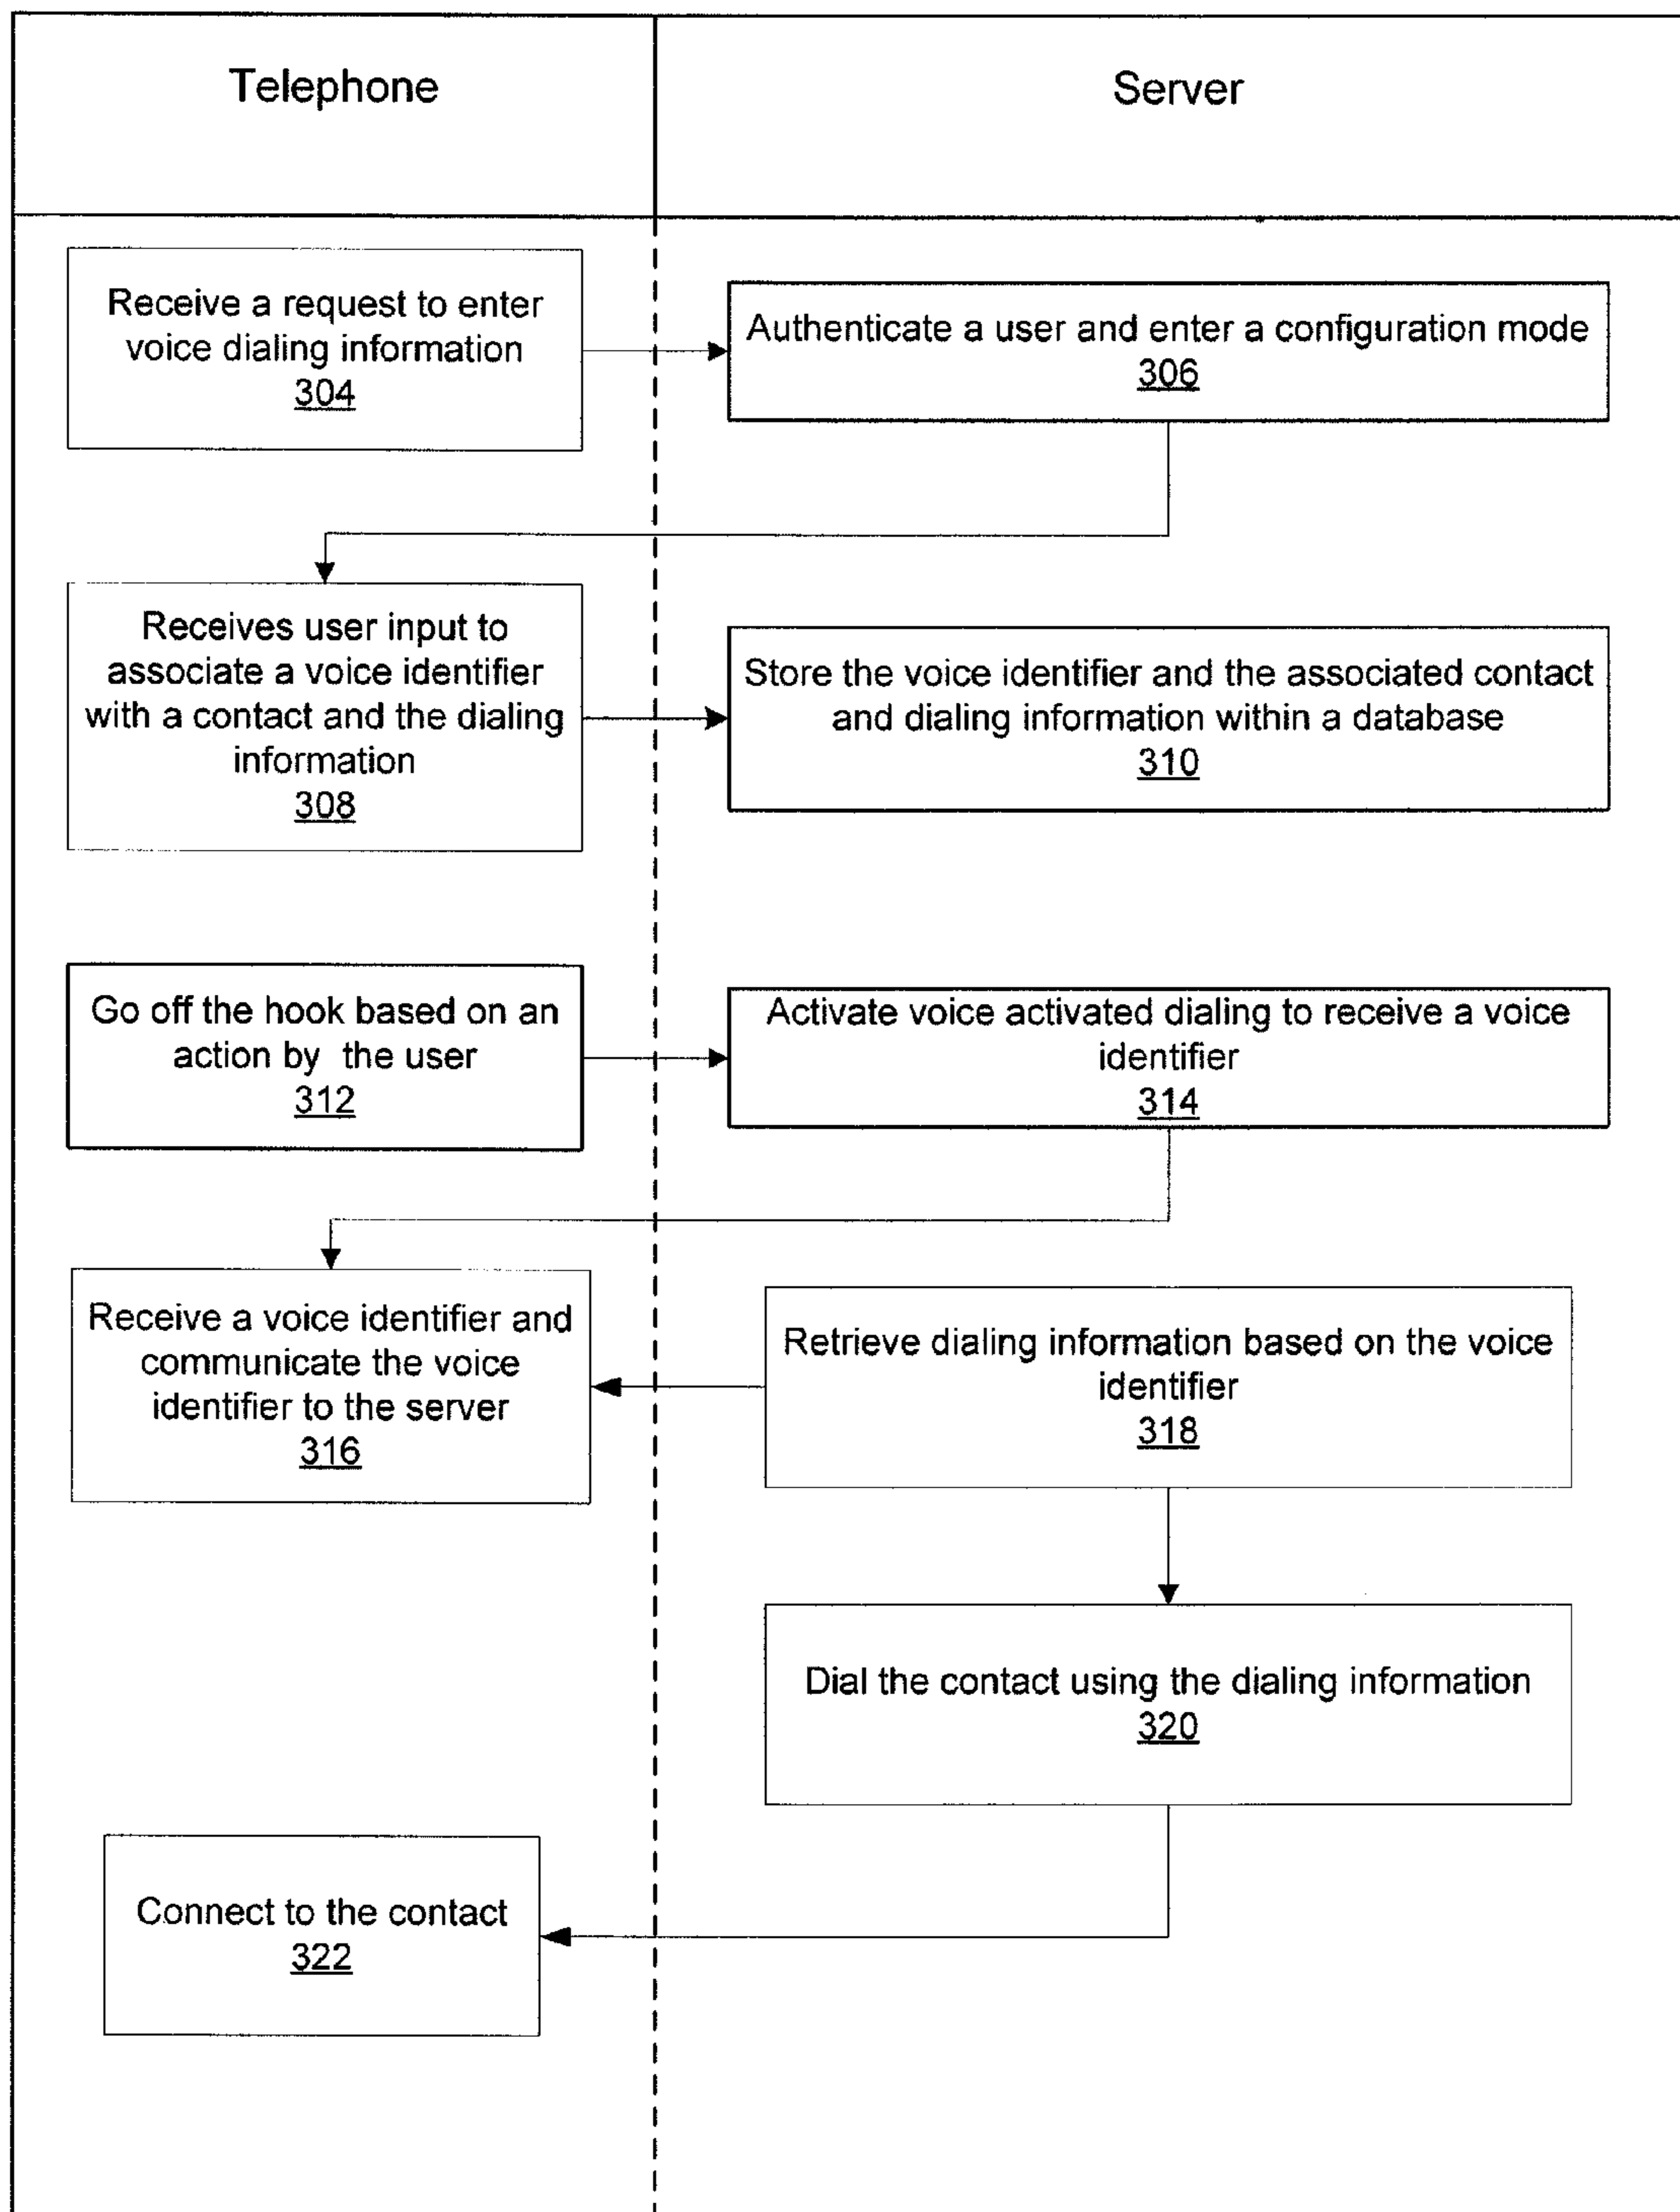 Telephone
Server
Receive a request to enter
voice dialing information
304
Authenticate a user and enter a configuration mode
306
Receives user input to
associate a voice identifier
with a contact and the dialing
information
308
Store the voice identifier and the associated contact
and dialing information within a database
310
Go off the hook based on an
action by the user
312
Activate voice activated dialing to receive a voice
identifier
314
Receive a voice identifier and
communicate the voice
identifier to the server
316
Retrieve dialing information based on the voice
identifier
318
Dial the contact using the dialing information
320
Connect to the contact
322